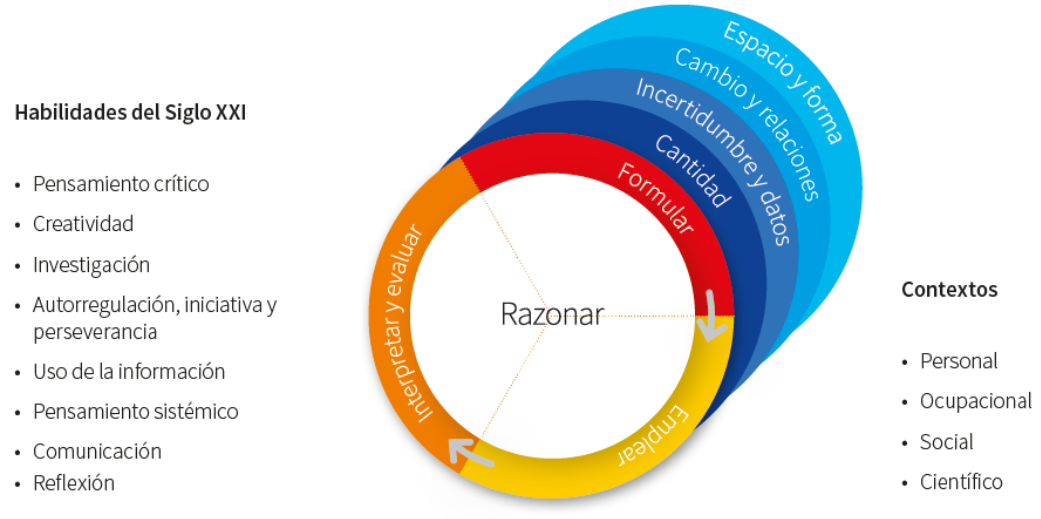 Habilidades del Siglo XXI
• Pensamiento crítico
• Creatividad
• Investigación
• Autorregulación, iniciativa y
perseverancia
• Uso de la información
• Pensamiento sistémico
• Comunicación
• Reflexión
Espacio y forma
Cambio y relaciones
Incertidumbre y datos
Cantidad
Formular
Razonar
Interpretar y evaluar
Emplear
Contextos
• Personal
• Ocupacional
• Social
• Científico